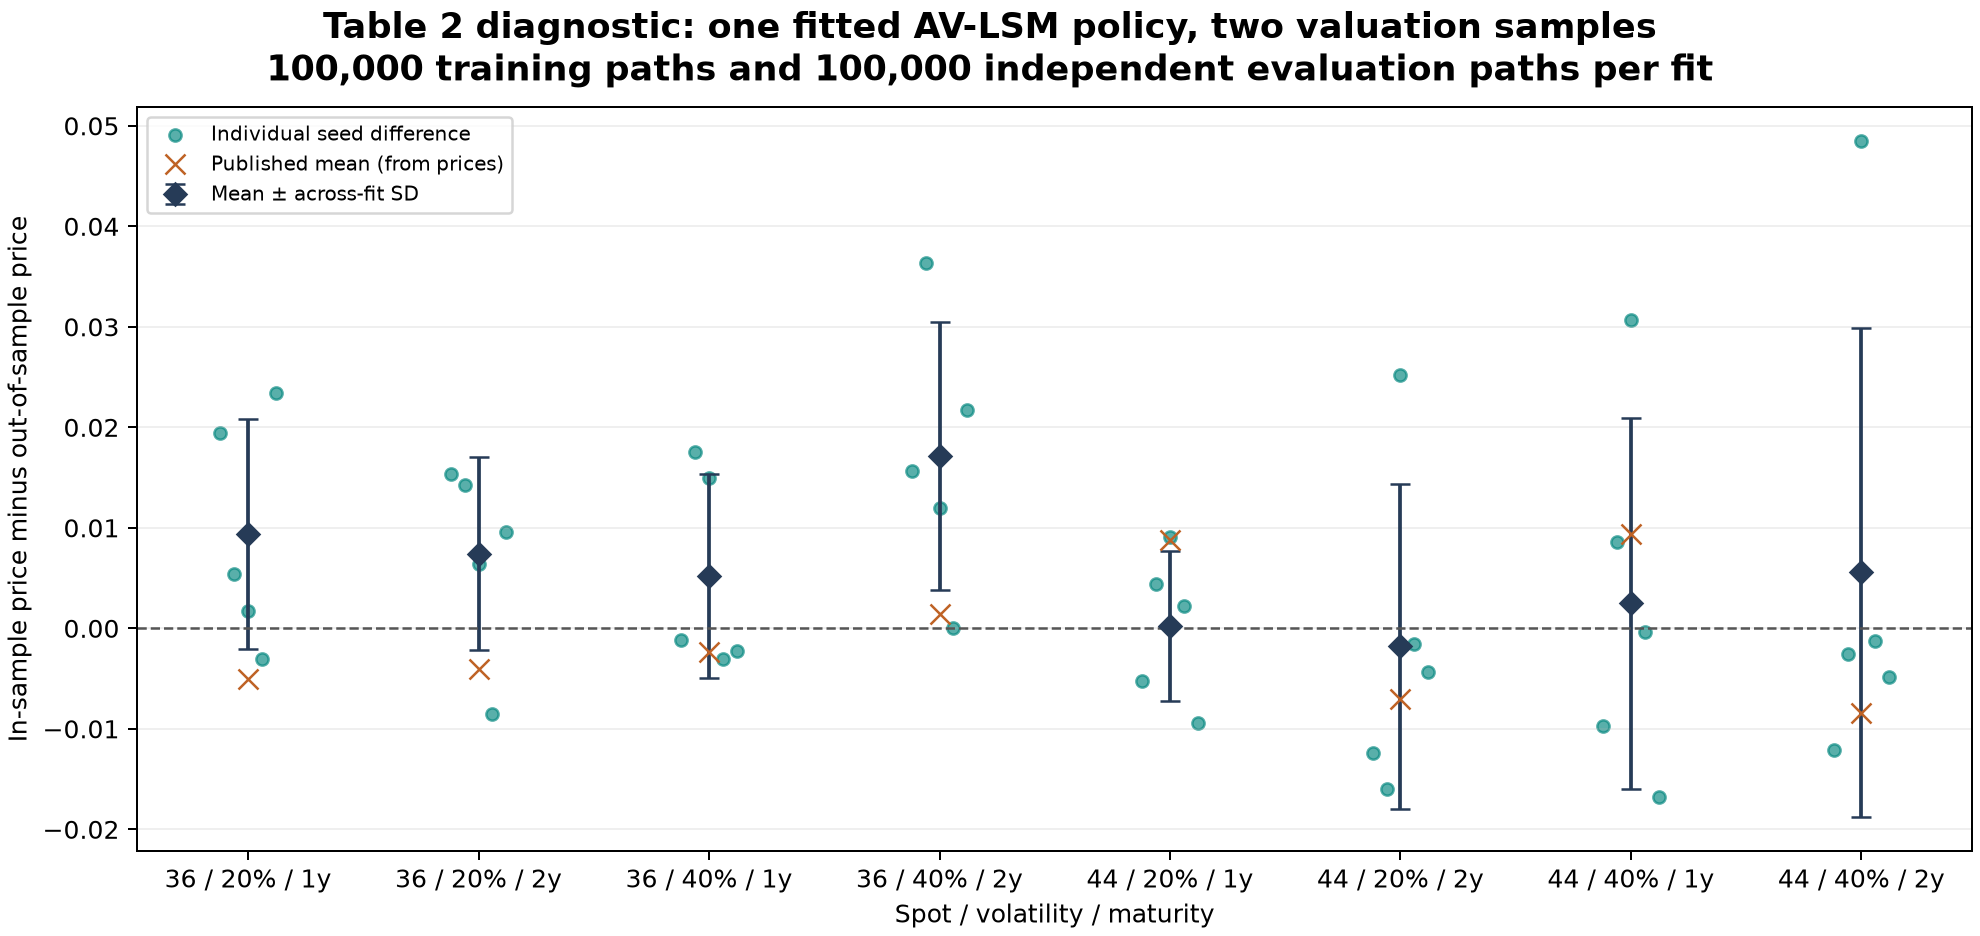 Table 2 diagnostic: one fitted AV-LSM policy, two valuation samples
100,000 training paths and 100,000 independent evaluation paths per fit
In-sample price minus out-of-sample price
0.05
0.04
0.03
0.02
0.01
0.00
−0.01
−0.02
Individual seed difference
Published mean (from prices)
Mean ± across-fit SD
36 / 20% / 1y
36 / 20% / 2y
36 / 40% / 1y
36 / 40% / 2y
44 / 20% / 1y
44 / 20% / 2y
44 / 40% / 1y
44 / 40% / 2y
Spot / volatility / maturity